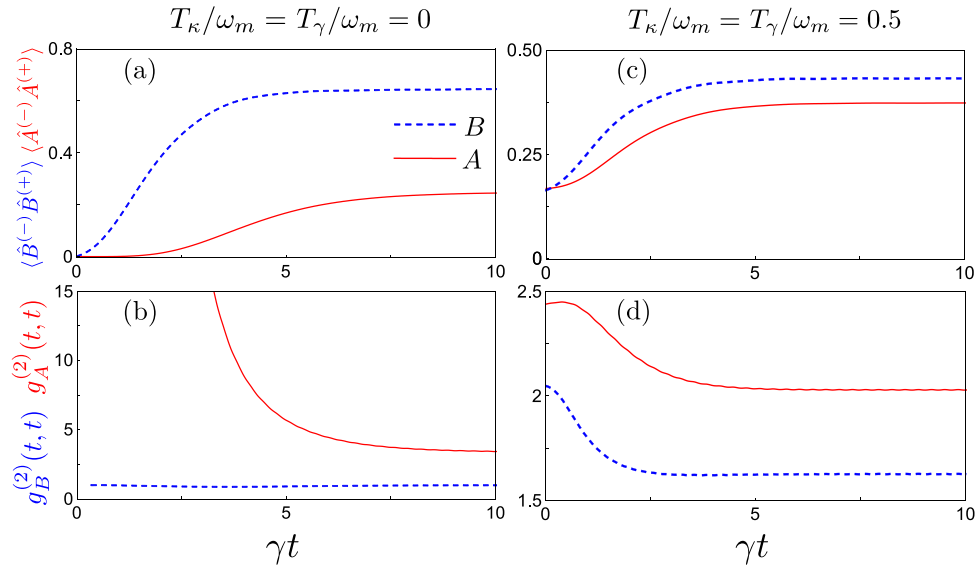 T_κ/ω_m = T_γ/ω_m = 0
T_κ/ω_m = T_γ/ω_m = 0.5
⟨B̂^(−) B̂^(+)⟩ ⟨Â^(−) Â^(+)⟩
0.8
0.4
0
(a)
B
A
0
5
10
0.50
0.25
0
(c)
0
5
10
g_B^(2)(t, t) g_A^(2)(t, t)
15
10
5
0
(b)
0
5
10
γt
2.5
2
1.5
(d)
0
5
10
γt